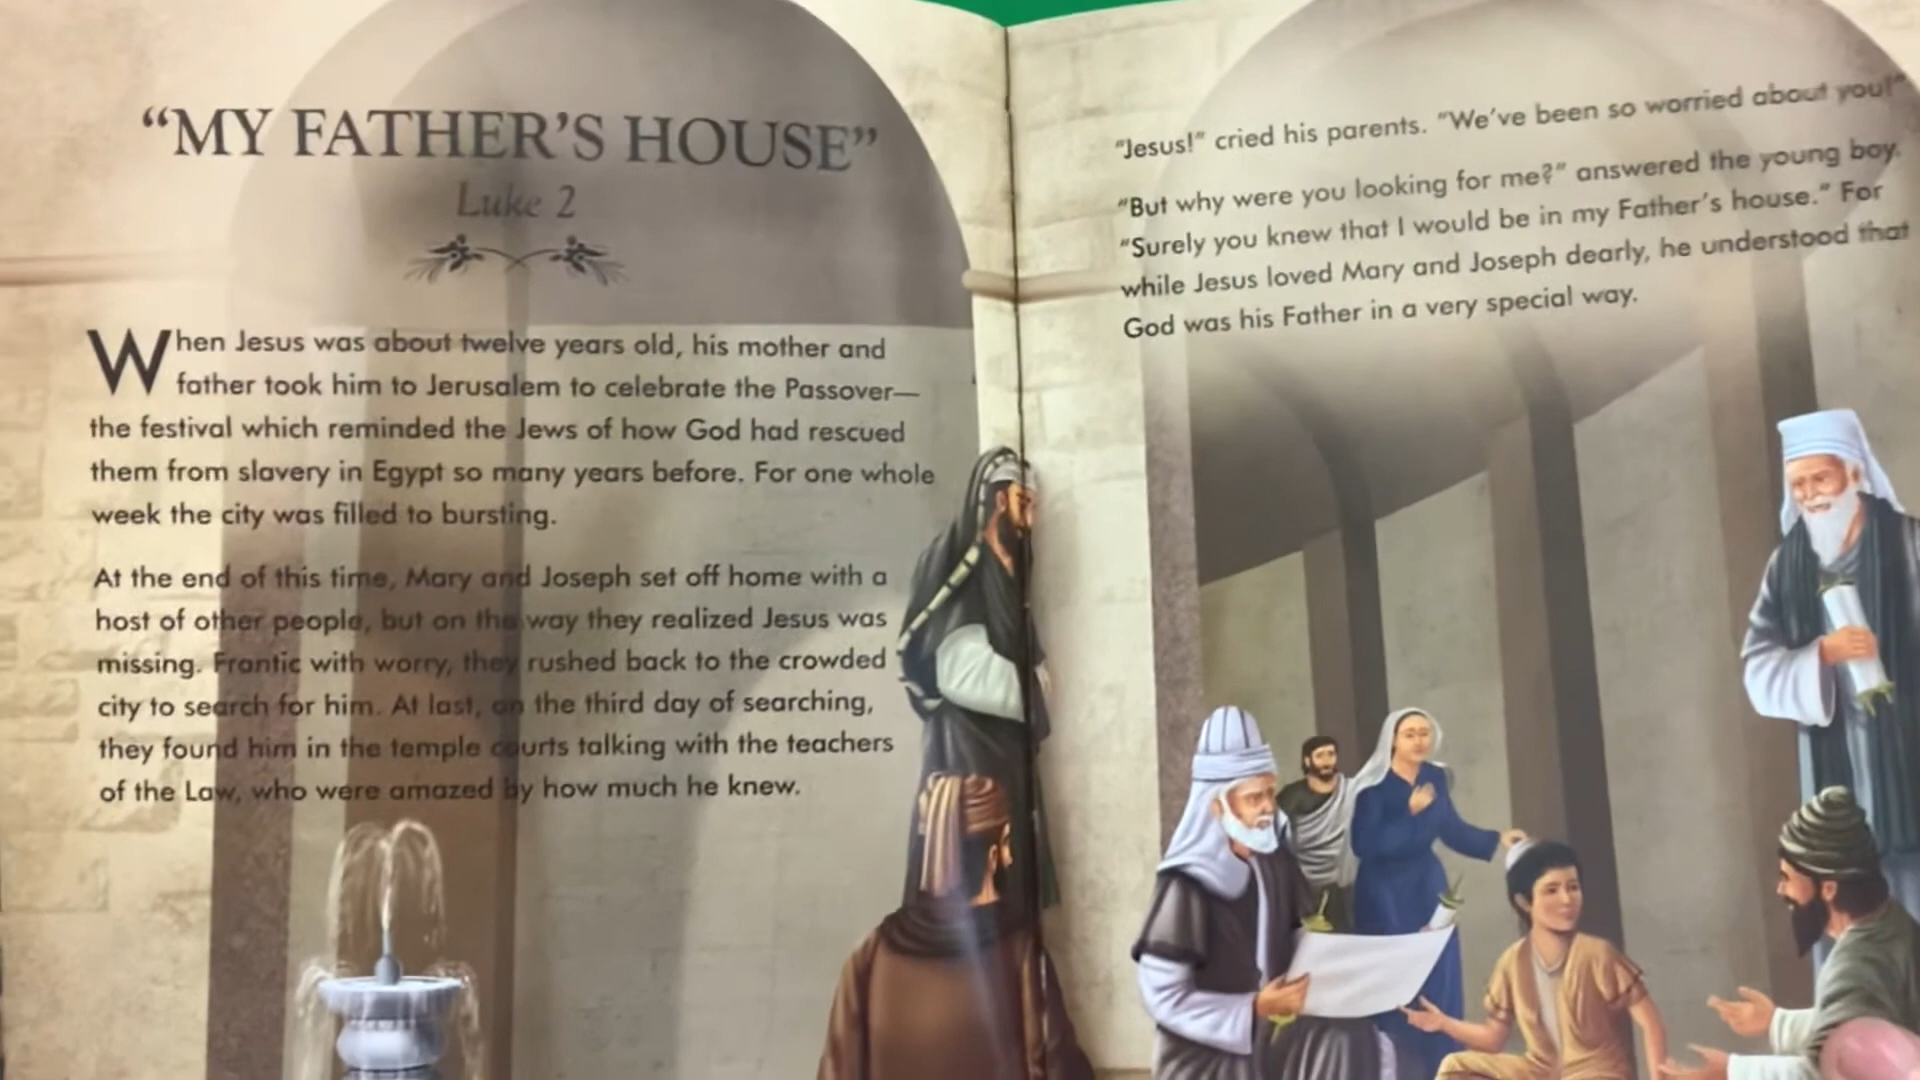 “MY FATHER’S HOUSE”
Luke 2
When Jesus was about twelve years old, his mother and
father took him to Jerusalem to celebrate the Passover—
the festival which reminded the Jews of how God had rescued
them from slavery in Egypt so many years before. For one whole
week the city was filled to bursting.
At the end of this time, Mary and Joseph set off home with a
host of other people, but on the way they realized Jesus was
missing. Frantic with worry, they rushed back to the crowded
city to search for him. At last, on the third day of searching,
they found him in the temple courts talking with the teachers
of the Law, who were amazed by how much he knew.
“Jesus!” cried his parents. “We’ve been so worried about you!”
“But why were you looking for me?” answered the young boy.
“Surely you knew that I would be in my Father’s house.” For
while Jesus loved Mary and Joseph dearly, he understood that
God was his Father in a very special way.